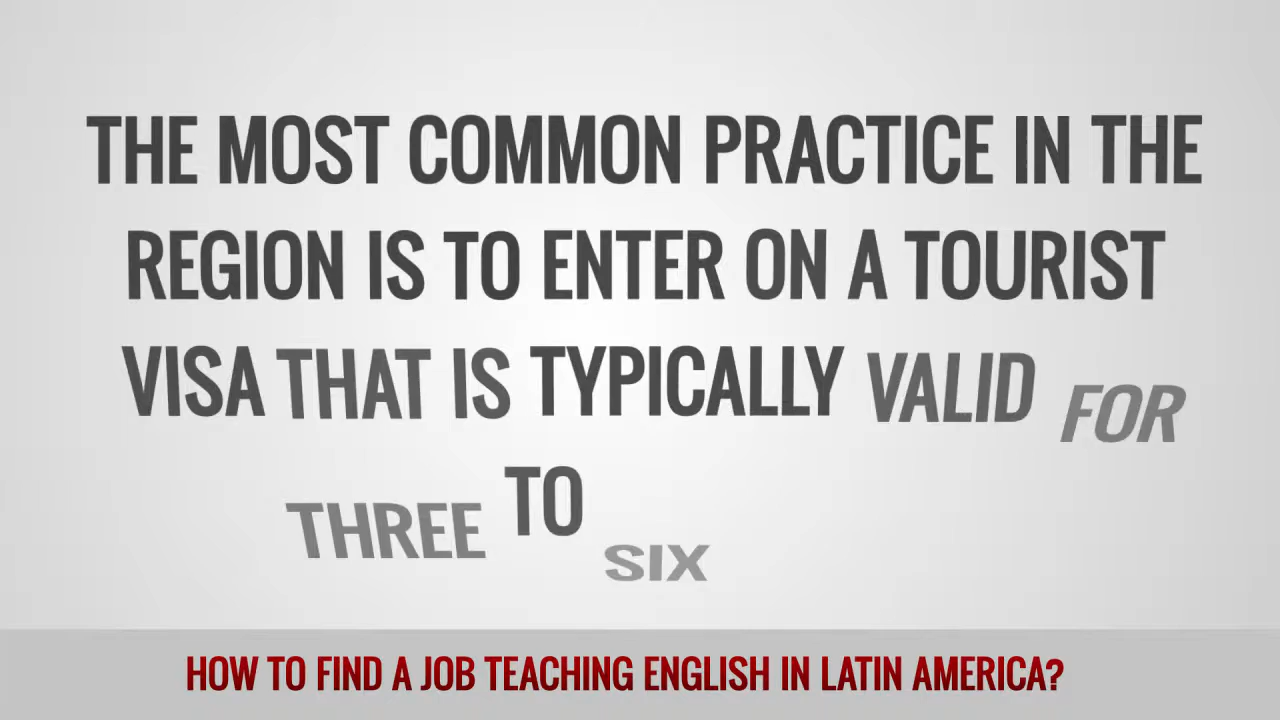 THE MOST COMMON PRACTICE IN THE
REGION IS TO ENTER ON A TOURIST
VISA THAT IS TYPICALLY VALID FOR
THREE TO SIX
HOW TO FIND A JOB TEACHING ENGLISH IN LATIN AMERICA?